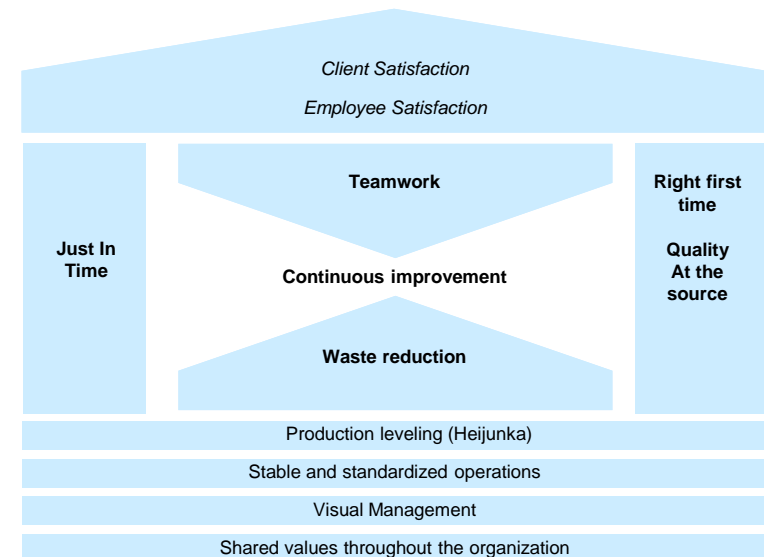 Client Satisfaction
Employee Satisfaction
Just In
Time
Teamwork
Continuous improvement
Waste reduction
Right first
time
Quality
At the
source
Production leveling (Heijunka)
Stable and standardized operations
Visual Management
Shared values throughout the organization